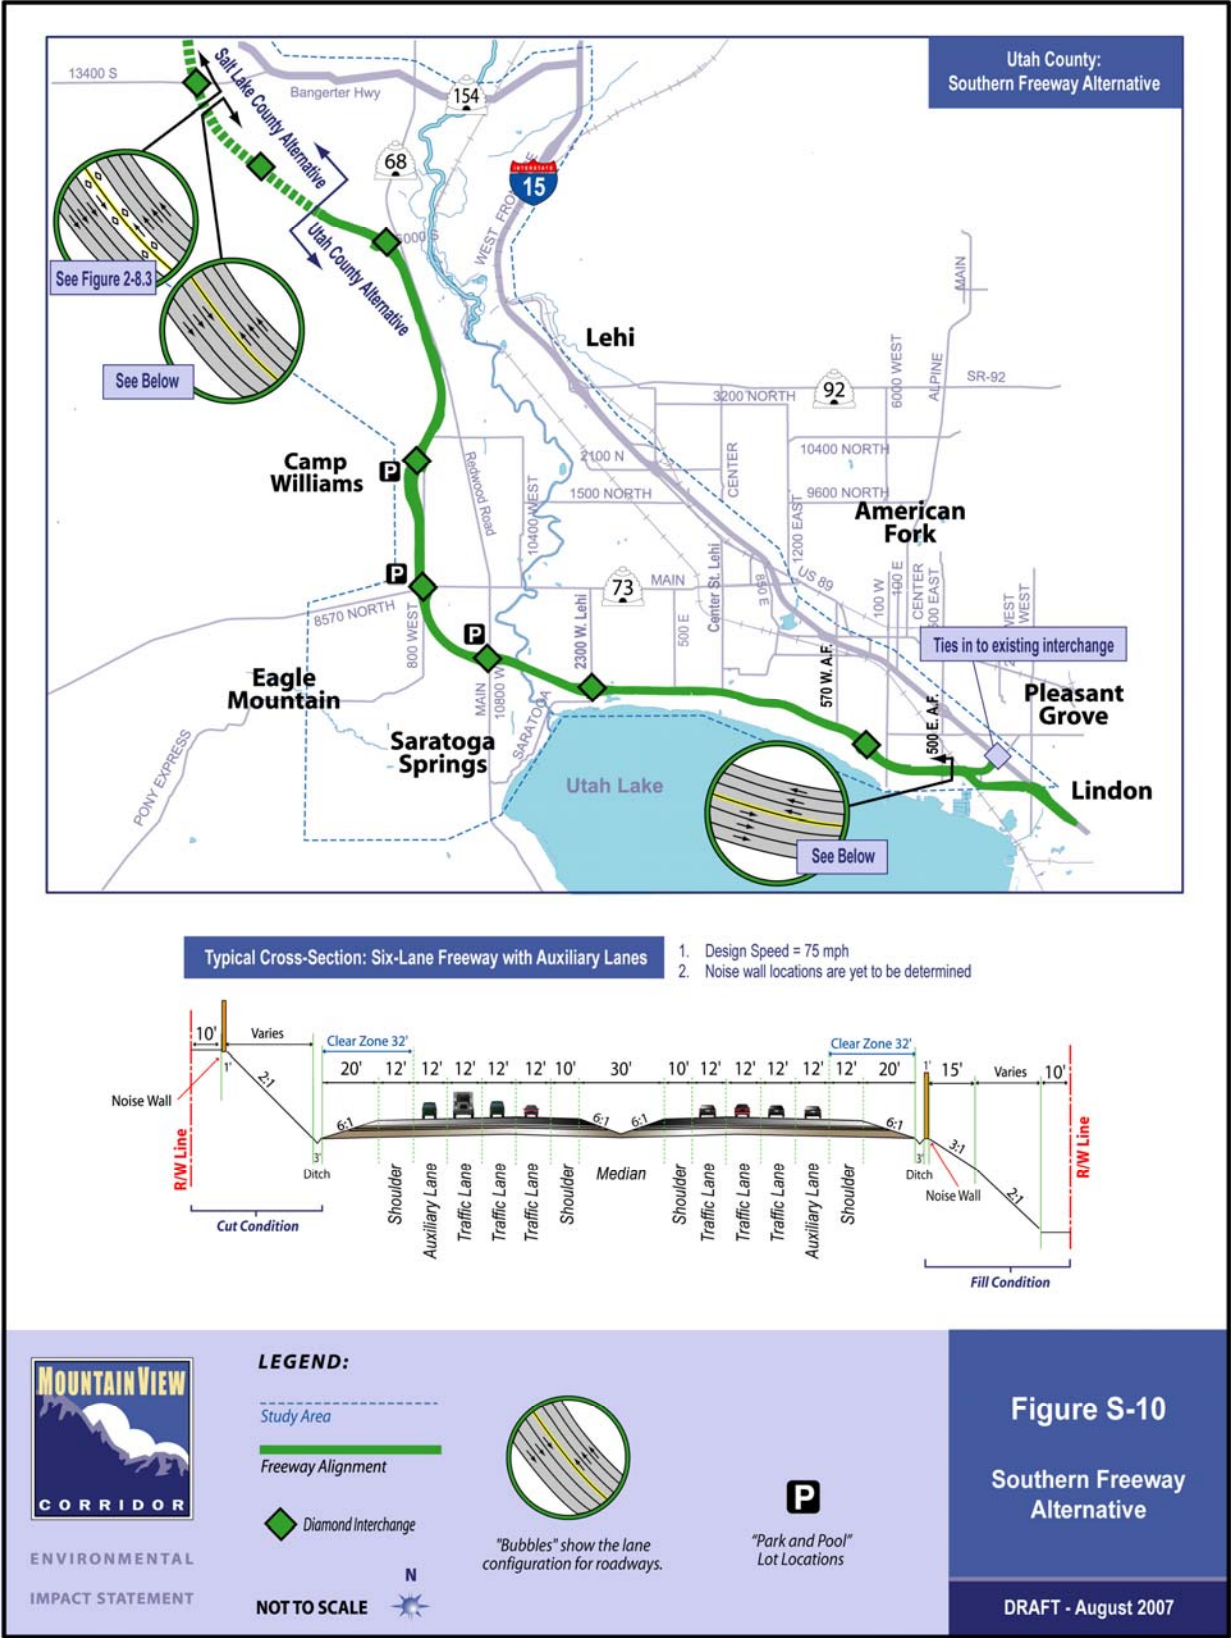 Utah County:
Southern Freeway Alternative
13400 S
Bangerter Hwy
154
Salt Lake County Alternative
68
INTERSTATE
15
Utah County Alternative
See Figure 2-8.3
See Below
MAIN
Lehi
SR-92
92
3200 NORTH
6000 WEST
ALPINE
2100 N
CENTER
10400 NORTH
1500 NORTH
9600 NORTH
Camp
Williams
P
Redwood Road
10400 WEST
1200 EAST
American
Fork
P
73
MAIN
US 89
8570 NORTH
800 WEST
2300 W. Lehi
500 E
Center St. Lehi
850 E
100 W
100 E
CENTER
WEST
WEST
P
Ties in to existing interchange
Eagle
Mountain
MAIN
10800 W
SARATOGA
570 W. A.F.
500 E. A.F.
Pleasant
Grove
Saratoga
Springs
PONY EXPRESS
Utah Lake
Lindon
See Below
Typical Cross-Section: Six-Lane Freeway with Auxiliary Lanes
1. Design Speed = 75 mph
2. Noise wall locations are yet to be determined
10' Varies Clear Zone 32' Clear Zone 32' 1' 15' Varies 10'
20' 12' 12' 12' 12' 12' 10' 30' 10' 12' 12' 12' 12' 12' 20'
1'
2:1
Noise Wall
6:1 6:1 6:1 6:1
3:1
2:1
3' 3'
Ditch Ditch
Noise Wall
R/W Line
R/W Line
Shoulder Auxiliary Lane Traffic Lane Traffic Lane Traffic Lane Shoulder Median Shoulder Traffic Lane Traffic Lane Traffic Lane Auxiliary Lane Shoulder
Cut Condition
Fill Condition
MOUNTAIN VIEW
CORRIDOR
ENVIRONMENTAL
IMPACT STATEMENT
LEGEND:
Study Area
Freeway Alignment
Diamond Interchange
N
NOT TO SCALE
"Bubbles" show the lane
configuration for roadways.
P
"Park and Pool"
Lot Locations
Figure S-10
Southern Freeway
Alternative
DRAFT - August 2007